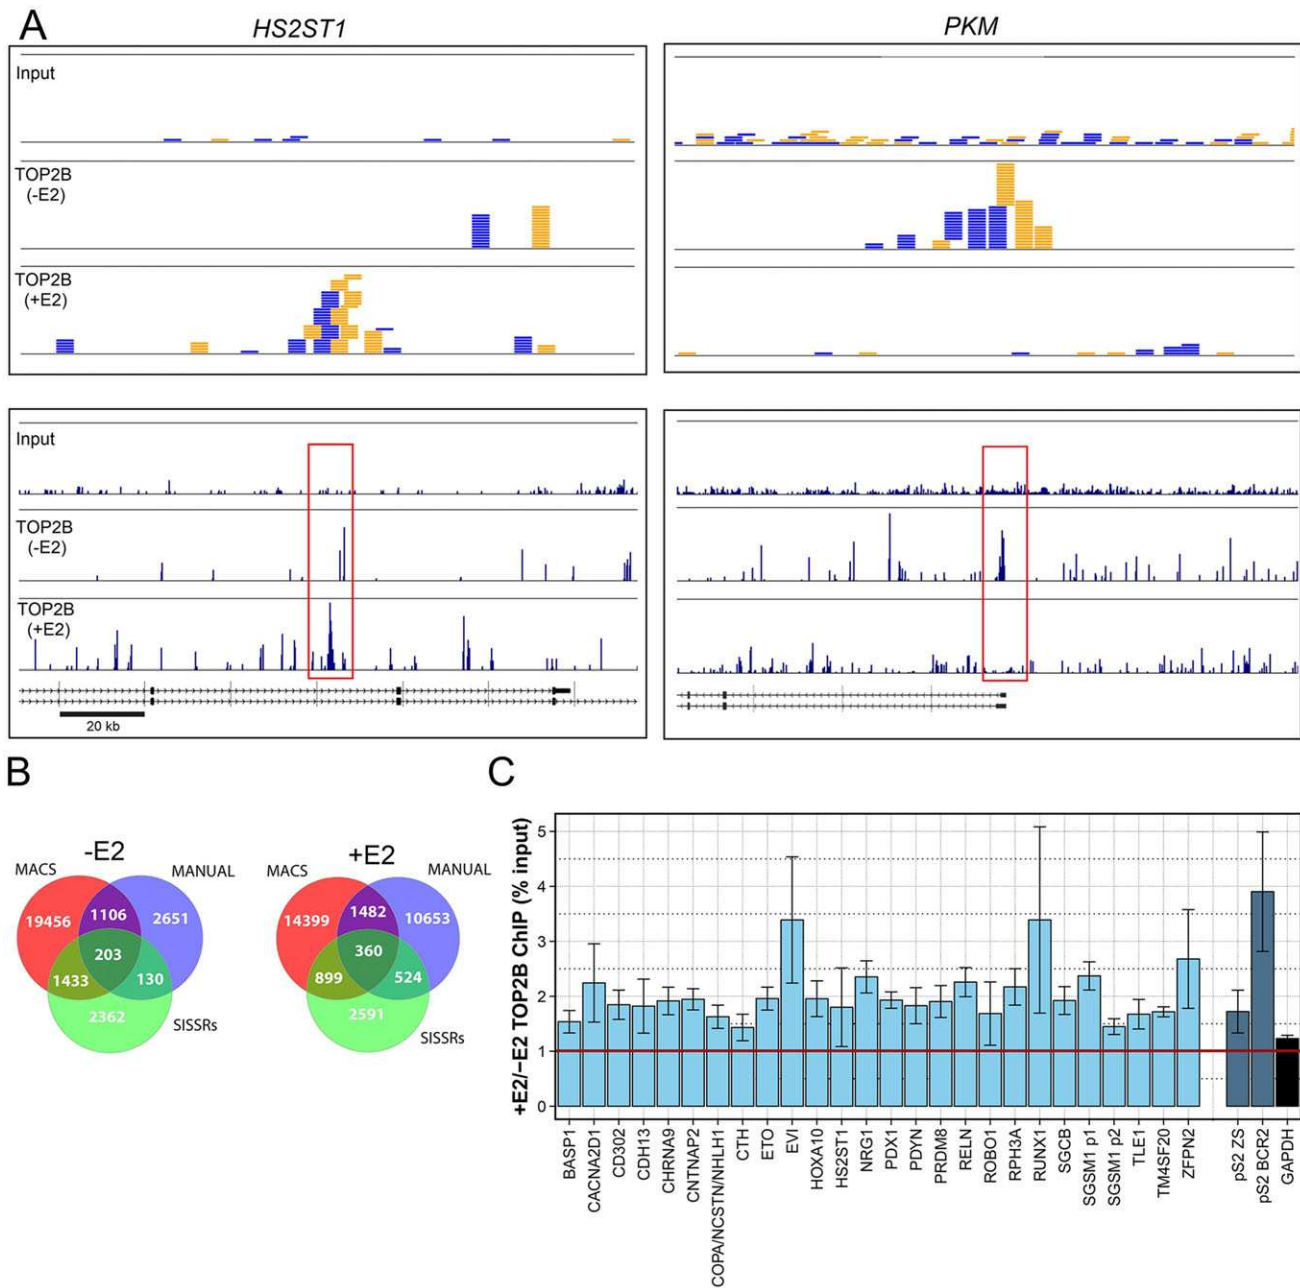 A
HS2ST1
PKM
Input
TOP2B
(-E2)
TOP2B
(+E2)
Input
TOP2B
(-E2)
TOP2B
(+E2)
20 kb
B
C
-E2
MACS
MANUAL
19456
1106
2651
203
1433
130
2362
SISSRs
+E2
MACS
MANUAL
14399
1482
10653
360
899
524
2591
SISSRs
+E2/−E2 TOP2B ChIP (% input)
5
4
3
2
1
0
BASP1
CACNA2D1
CD302
CDH13
CHRNA9
CNTNAP2
COPA/NCSTN/NHLH1
CTH
ETO
EVI
HOXA10
HS2ST1
NRG1
PDX1
PDYN
PRDM8
RELN
ROBO1
RPH3A
RUNX1
SGCB
SGSM1 p1
SGSM1 p2
TLE1
TM4SF20
ZFPN2
pS2 ZS
pS2 BCR2
GAPDH